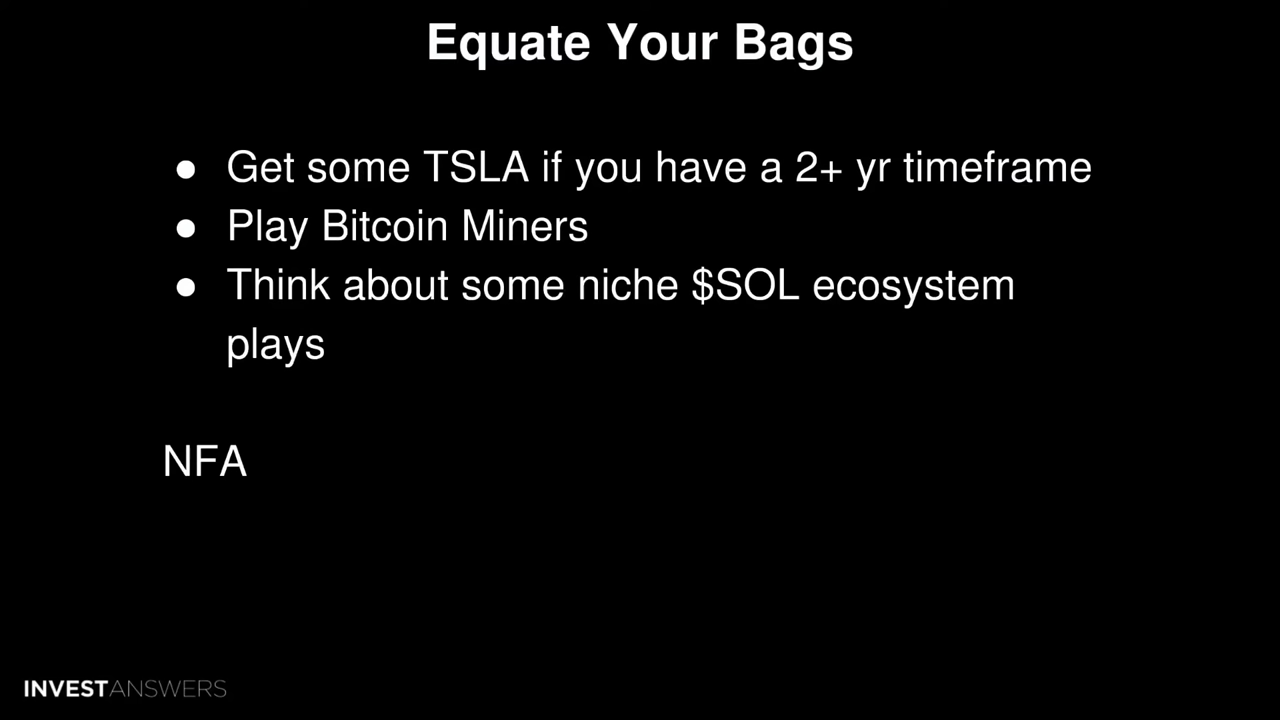 Equate Your Bags
● Get some TSLA if you have a 2+ yr timeframe
● Play Bitcoin Miners
● Think about some niche $SOL ecosystem
plays
NFA
INVESTANSWERS